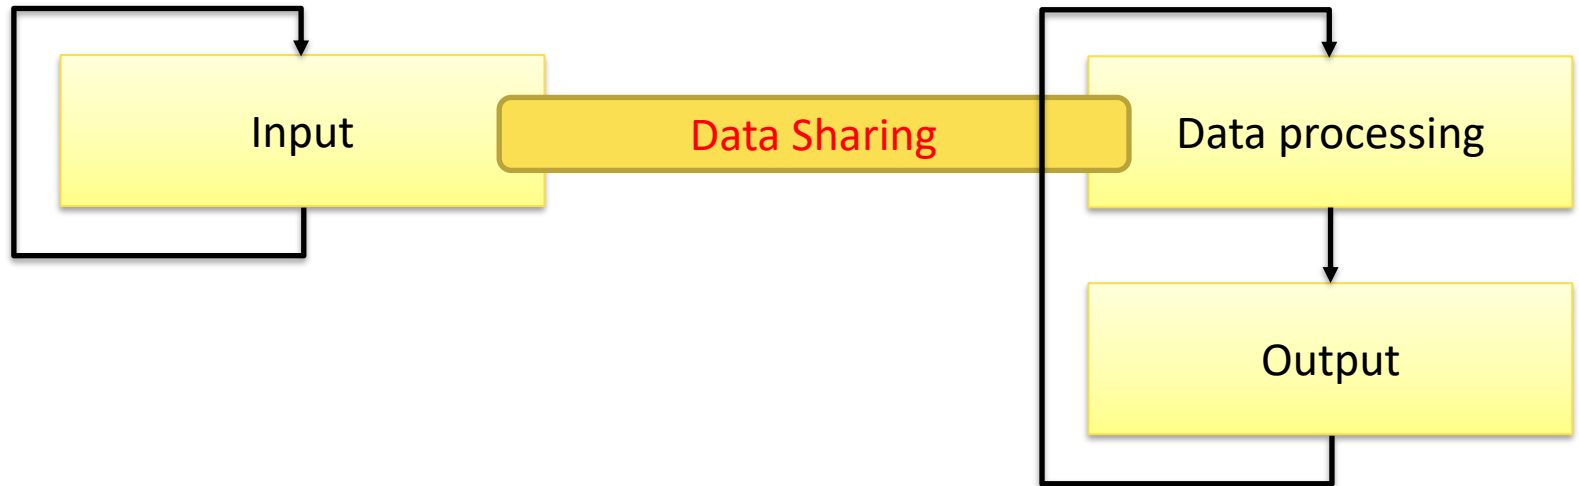 Input
Data Sharing
Data processing
Output